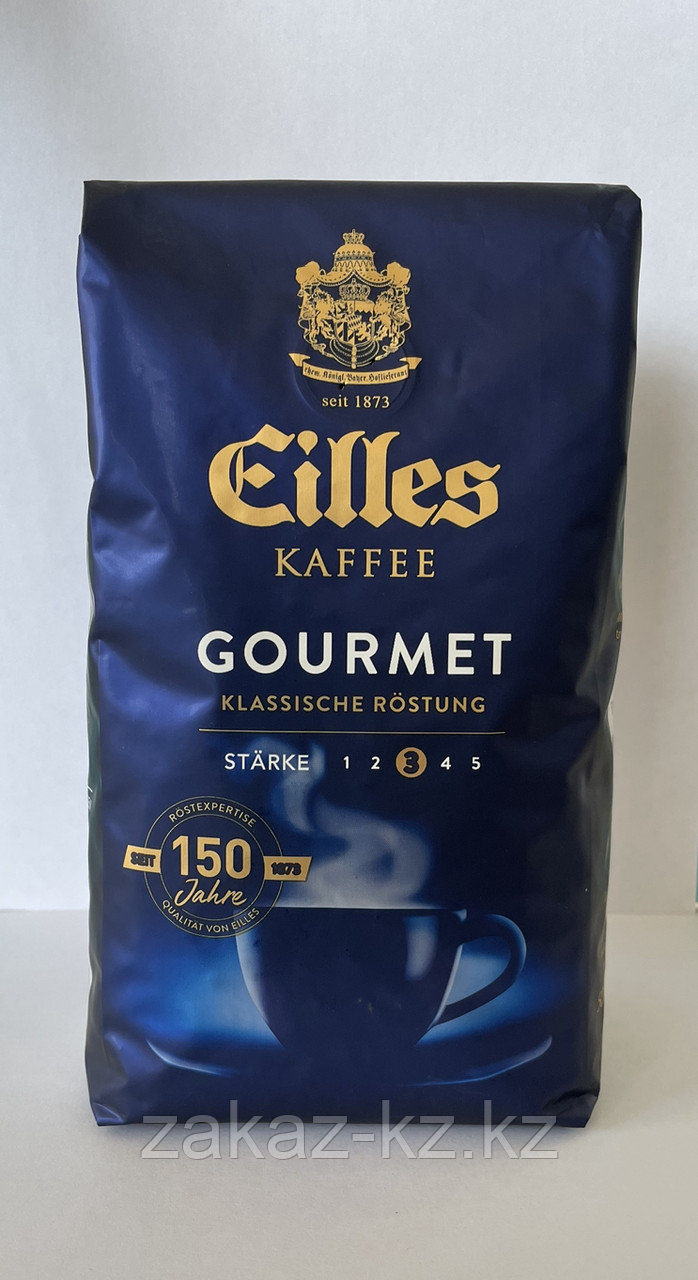 ehem. Königl. Bayer. Hoflieferant
seit 1873
Eilles
KAFFEE
GOURMET
KLASSISCHE RÖSTUNG
STÄRKE 1 2 3 4 5
RÖSTEXPERTISE
SEIT 150 1873
Jahre
QUALITÄT VON EILLES
zakaz-kz.kz